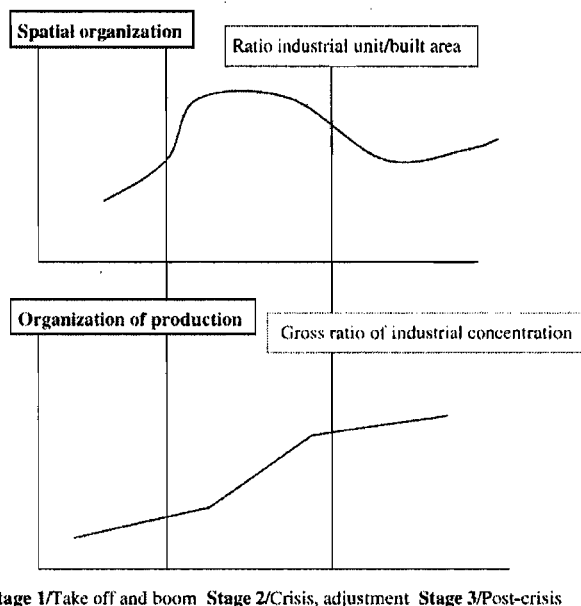 Spatial organization
Ratio industrial unit/built area
Organization of production
Gross ratio of industrial concentration
tage 1/Take off and boom Stage 2/Crisis, adjustment Stage 3/Post-crisis